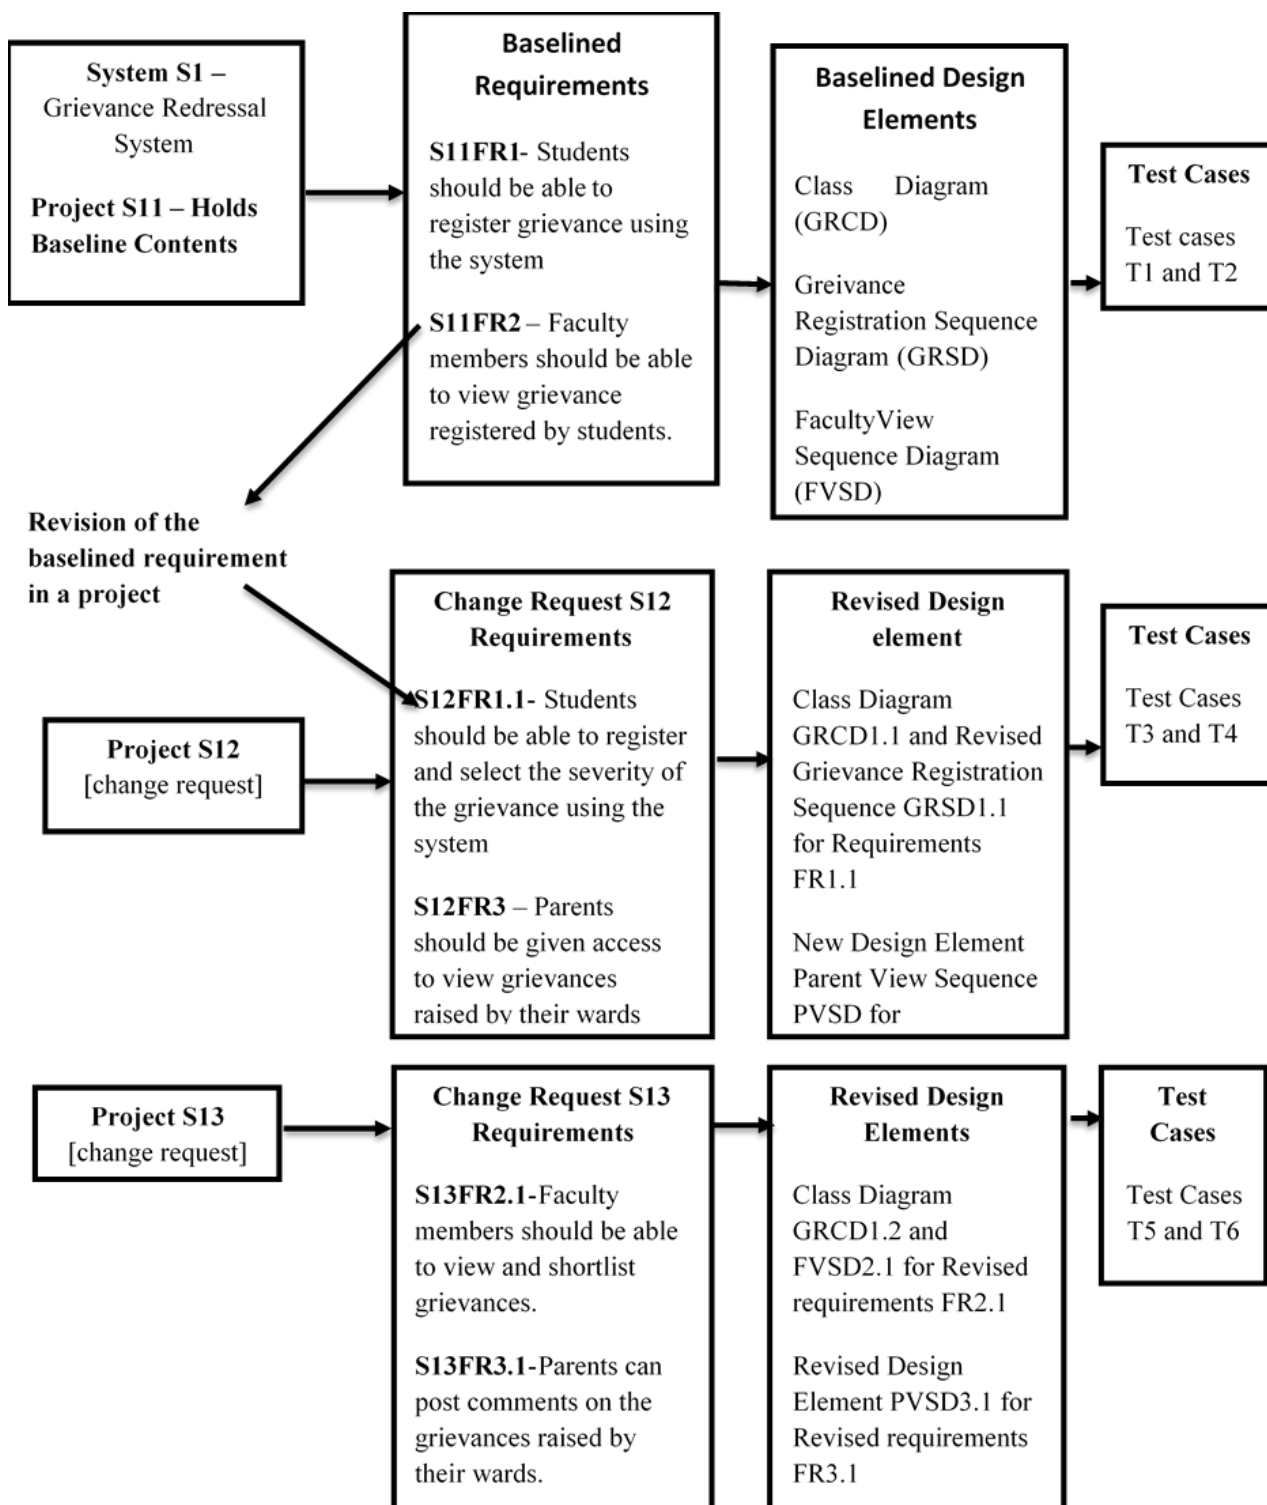 System S1 –
Grievance Redressal
System
Project S11 – Holds
Baseline Contents
Baselined
Requirements
S11FR1- Students
should be able to
register grievance using
the system
S11FR2 – Faculty
members should be able
to view grievance
registered by students.
Baselined Design
Elements
Class Diagram
(GRCD)
Greivance
Registration Sequence
Diagram (GRSD)
FacultyView
Sequence Diagram
(FVSD)
Test Cases
Test cases
T1 and T2
Revision of the
baselined requirement
in a project
Project S12
[change request]
Change Request S12
Requirements
S12FR1.1- Students
should be able to register
and select the severity of
the grievance using the
system
S12FR3 – Parents
should be given access
to view grievances
raised by their wards
Revised Design
element
Class Diagram
GRCD1.1 and Revised
Grievance Registration
Sequence GRSD1.1
for Requirements
FR1.1
New Design Element
Parent View Sequence
PVSD for
Test Cases
Test Cases
T3 and T4
Project S13
[change request]
Change Request S13
Requirements
S13FR2.1-Faculty
members should be able
to view and shortlist
grievances.
S13FR3.1-Parents can
post comments on the
grievances raised by
their wards.
Revised Design
Elements
Class Diagram
GRCD1.2 and
FVSD2.1 for Revised
requirements FR2.1
Revised Design
Element PVSD3.1 for
Revised requirements
FR3.1
Test
Cases
Test Cases
T5 and T6